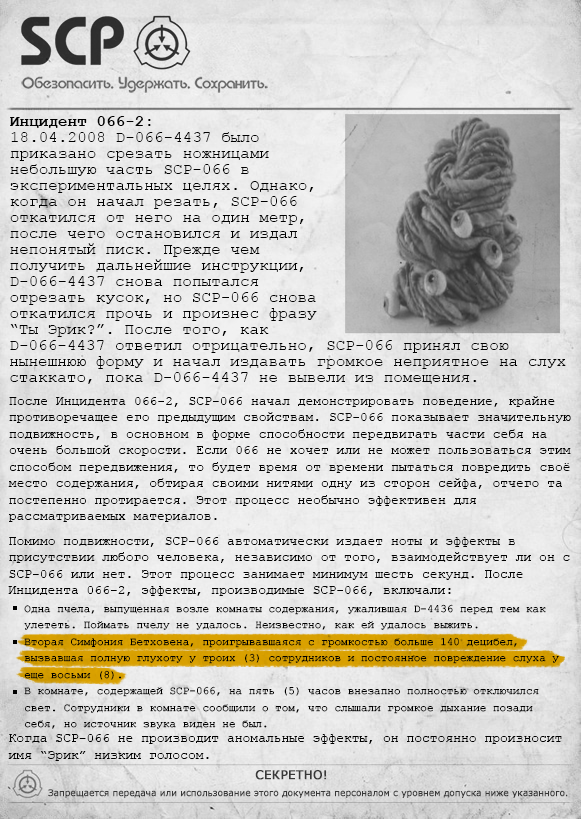 SCP
Обезопасить. Удержать. Сохранить.
Инцидент 066-2:
18.04.2008 D-066-4437 было
приказано срезать ножницами
небольшую часть SCP-066 в
экспериментальных целях. Однако,
когда он начал резать, SCP-066
откатился от него на один метр,
после чего остановился и издал
непонятый писк. Прежде чем
получить дальнейшие инструкции,
D-066-4437 снова попытался
отрезать кусок, но SCP-066 снова
откатился прочь и произнес фразу
“Ты Эрик?”. После того, как
D-066-4437 ответил отрицательно, SCP-066 принял свою
нынешнюю форму и начал издавать громкое неприятное на слух
стаккато, пока D-066-4437 не вывели из помещения.
После Инцидента 066-2, SCP-066 начал демонстрировать поведение, крайне
противоречащее его предыдущим свойствам. SCP-066 показывает значительную
подвижность, в основном в форме способности передвигать части себя на
очень большой скорости. Если 066 не хочет или не может пользоваться этим
способом передвижения, то будет время от времени пытаться повредить своё
место содержания, обтирая своими нитями одну из сторон сейфа, отчего та
постепенно протирается. Этот процесс необычно эффективен для
рассматриваемых материалов.
Помимо подвижности, SCP-066 автоматически издает ноты и эффекты в
присутствии любого человека, независимо от того, взаимодействует ли он с
SCP-066 или нет. Этот процесс занимает минимум шесть секунд. После
Инцидента 066-2, эффекты, производимые SCP-066, включали:
▪ Одна пчела, выпущенная возле комнаты содержания, ужалившая D-4436 перед тем как
улететь. Поймать пчелу не удалось. Неизвестно, как ей удалось выжить.
▪ Вторая Симфония Бетховена, проигрывавшаяся с громкостью больше 140 децибел,
вызвавшая полную глухоту у троих (3) сотрудников и постоянное повреждение слуха у
еще восьми (8).
▪ В комнате, содержащей SCP-066, на пять (5) часов внезапно полностью отключился
свет. Сотрудники в комнате сообщили о том, что слышали громкое дыхание позади
себя, но источник звука виден не был.
Когда SCP-066 не производит аномальные эффекты, он постоянно произносит
имя “Эрик” низким голосом.
СЕКРЕТНО!
Запрещается передача или использование этого документа персоналом с уровнем допуска ниже указанного.